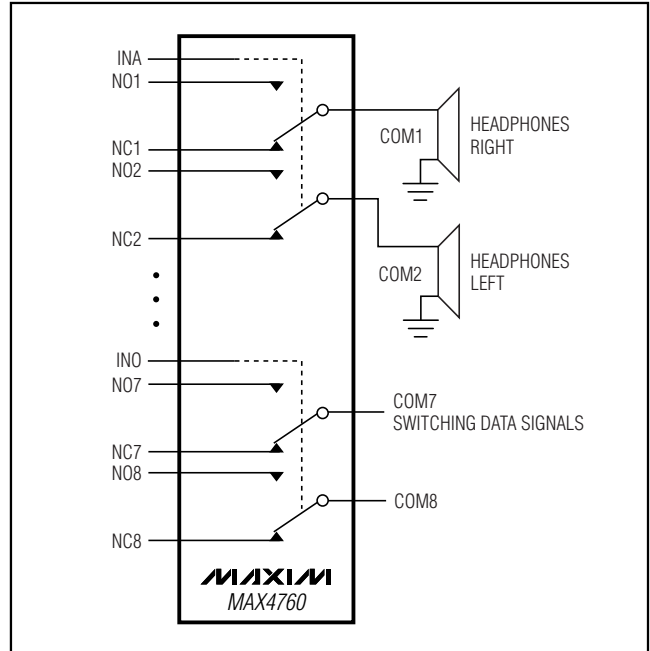 INA
NO1
NC1
NO2
NC2
COM1
HEADPHONES
RIGHT
COM2
HEADPHONES
LEFT
INO
NO7
NC7
NO8
NC8
COM7
SWITCHING DATA SIGNALS
COM8
MAXIM
MAX4760